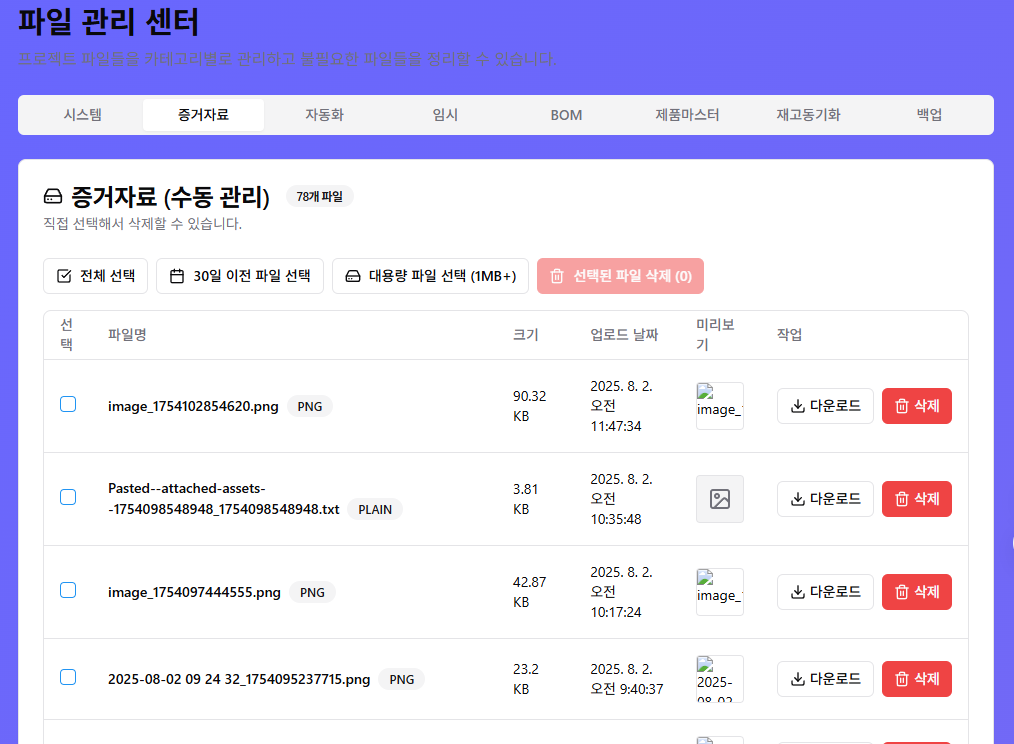 파일 관리 센터
프로젝트 파일들을 카테고리별로 관리하고 불필요한 파일들을 정리할 수 있습니다.
시스템 증거자료 자동화 임시 BOM 제품마스터 재고동기화 백업
증거자료 (수동 관리) 78개 파일
직접 선택해서 삭제할 수 있습니다.
전체 선택 30일 이전 파일 선택 대용량 파일 선택 (1MB+) 선택된 파일 삭제 (0)
선
택
파일명
크기
업로드 날짜
미리보
기
작업
image_1754102854620.png PNG
90.32
KB
2025. 8. 2.
오전
11:47:34
image_
다운로드 삭제
Pasted--attached-assets-
-1754098548948_1754098548948.txt PLAIN
3.81
KB
2025. 8. 2.
오전
10:35:48
다운로드 삭제
image_1754097444555.png PNG
42.87
KB
2025. 8. 2.
오전
10:17:24
image_
다운로드 삭제
2025-08-02 09 24 32_1754095237715.png PNG
23.2
KB
2025. 8. 2.
오전 9:40:37
2025-
08-02
다운로드 삭제